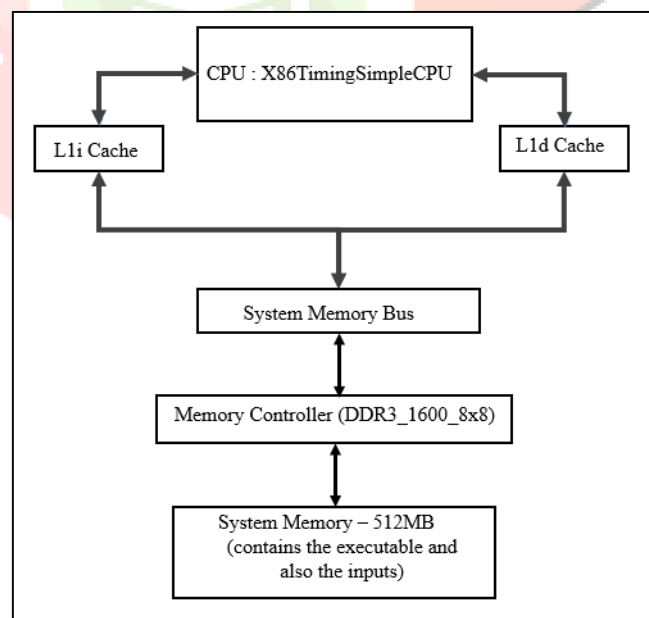 CPU : X86TimingSimpleCPU
L1i Cache
L1d Cache
System Memory Bus
Memory Controller (DDR3_1600_8x8)
System Memory – 512MB
(contains the executable and
also the inputs)